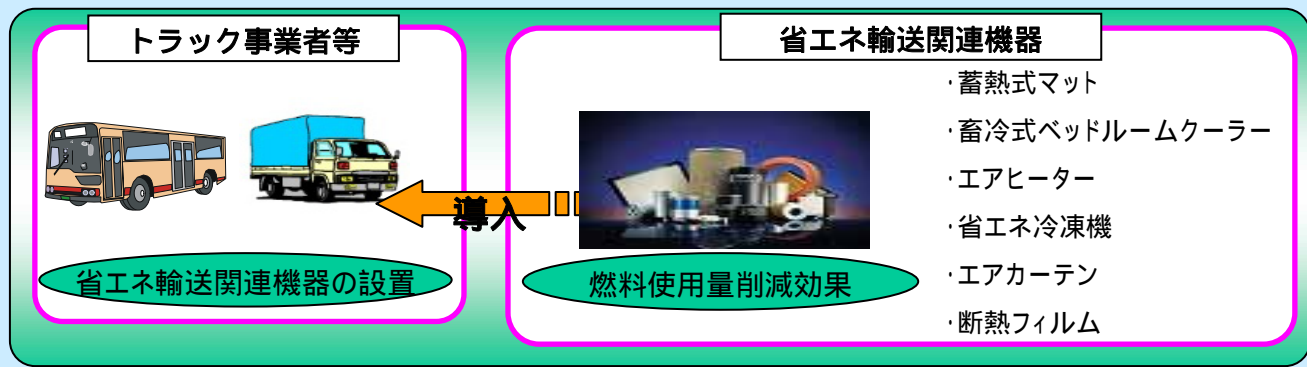 トラック事業者等
省エネ輸送関連機器の設置
導入
省エネ輸送関連機器
燃料使用量削減効果
・蓄熱式マット
・畜冷式ベッドルームクーラー
・エアヒーター
・省エネ冷凍機
・エアカーテン
・断熱フィルム